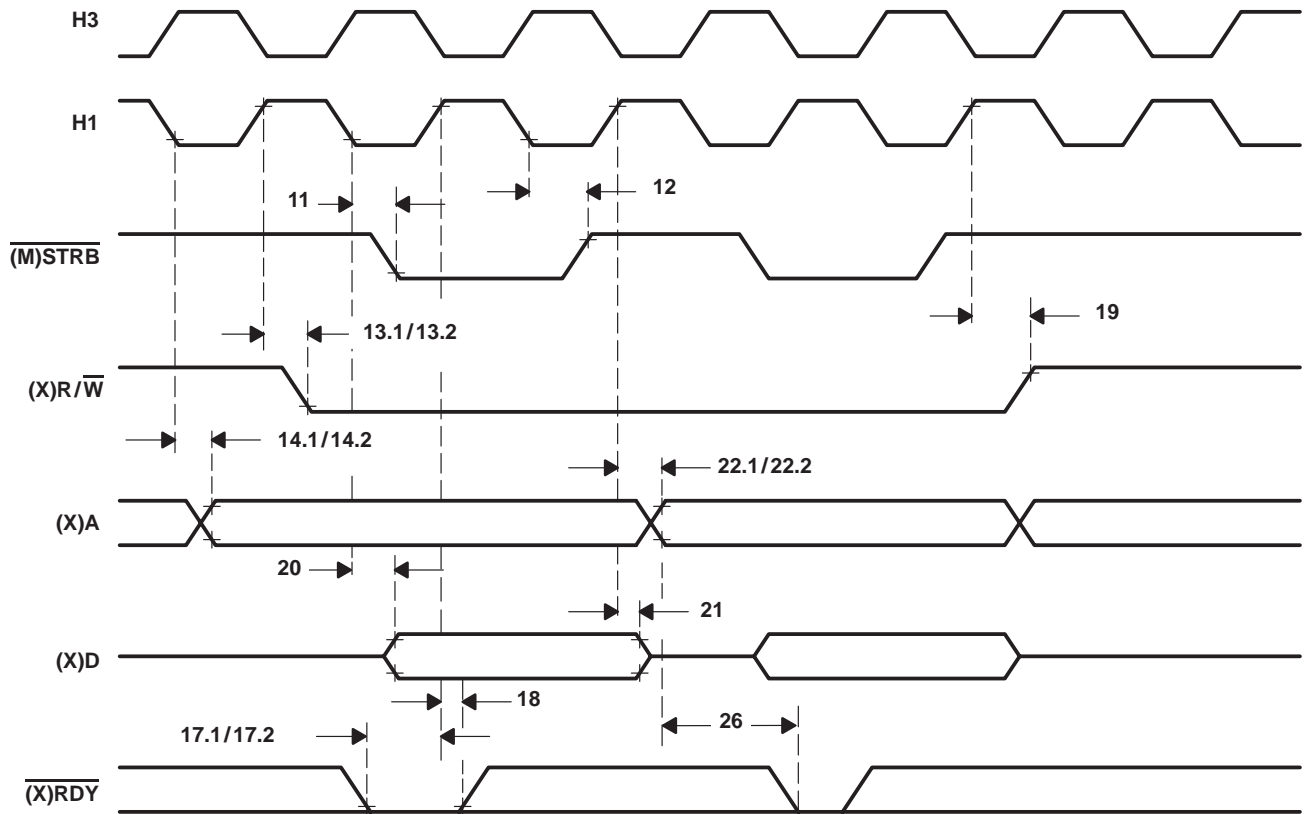 H3
H1
11
12
(M)STRB
13.1/13.2
19
(X)R/W
14.1/14.2
22.1/22.2
(X)A
20
21
(X)D
18
26
17.1/17.2
(X)RDY